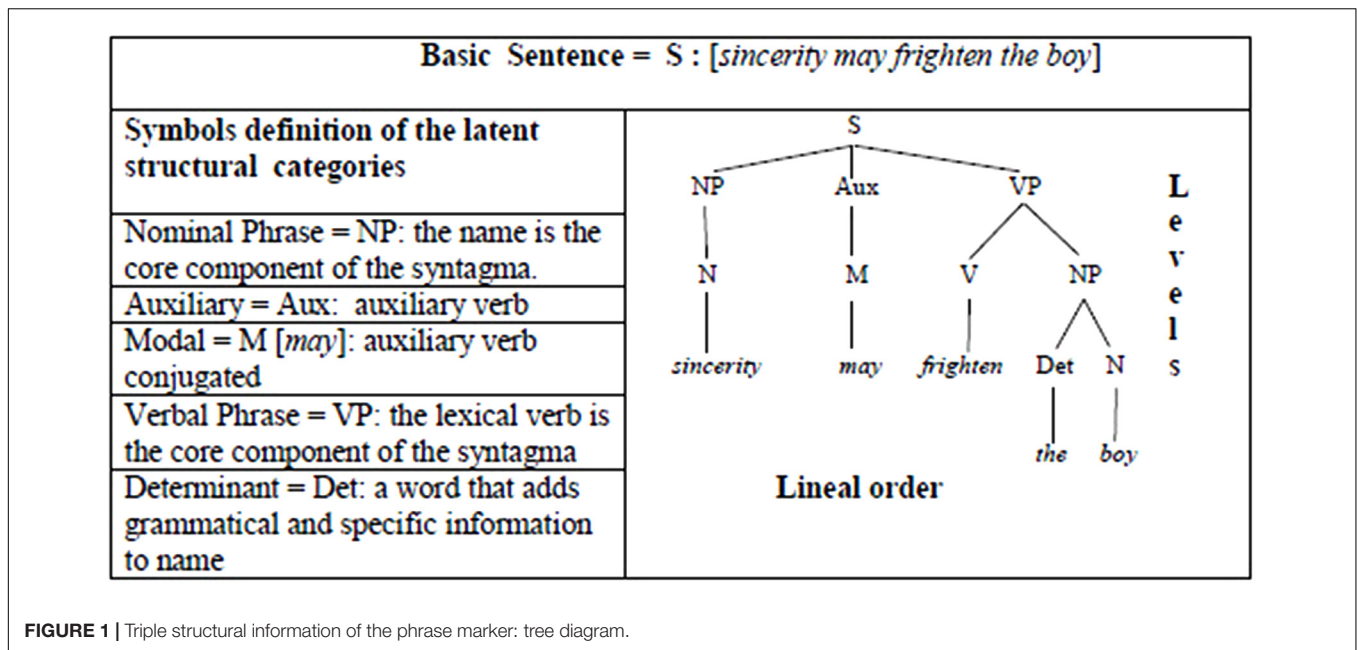 Basic Sentence = S : [sincerity may frighten the boy]
Symbols definition of the latent
structural categories
Nominal Phrase = NP: the name is the
core component of the syntagma.
Auxiliary = Aux: auxiliary verb
Modal = M [may]: auxiliary verb
conjugated
Verbal Phrase = VP: the lexical verb is
the core component of the syntagma
Determinant = Det: a word that adds
grammatical and specific information
to name
S
NP Aux VP
N M V NP
sincerity may frighten Det N
the boy
Lineal order
L
e
v
e
l
s
FIGURE 1 | Triple structural information of the phrase marker: tree diagram.